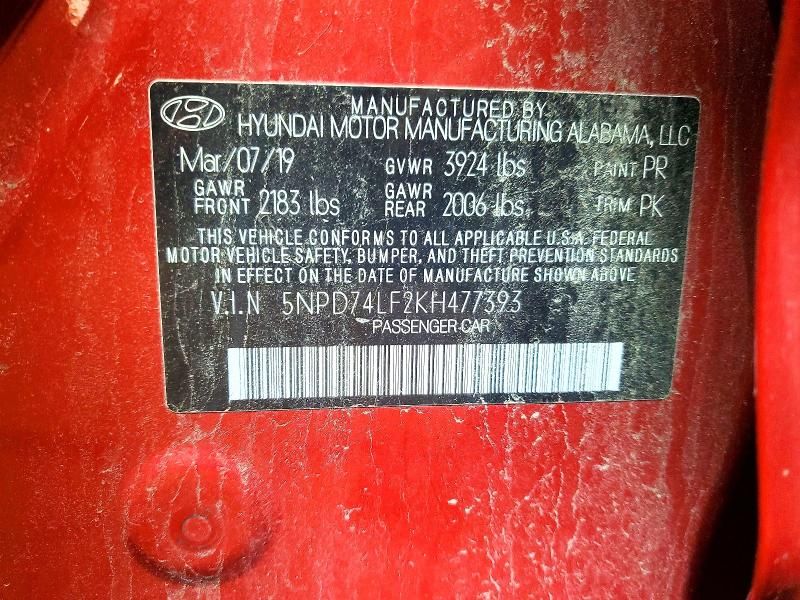 MANUFACTURED BY
HYUNDAI MOTOR MANUFACTURING ALABAMA, LLC
Mar/07/19 GVWR 3924 lbs PAINT PR
GAWR FRONT 2183 lbs GAWR REAR 2006 lbs TRIM PK
THIS VEHICLE CONFORMS TO ALL APPLICABLE U.S.A. FEDERAL
MOTOR VEHICLE SAFETY, BUMPER, AND THEFT PREVENTION STANDARDS
IN EFFECT ON THE DATE OF MANUFACTURE SHOWN ABOVE
V.I.N 5NPD74LF2KH477393
PASSENGER CAR